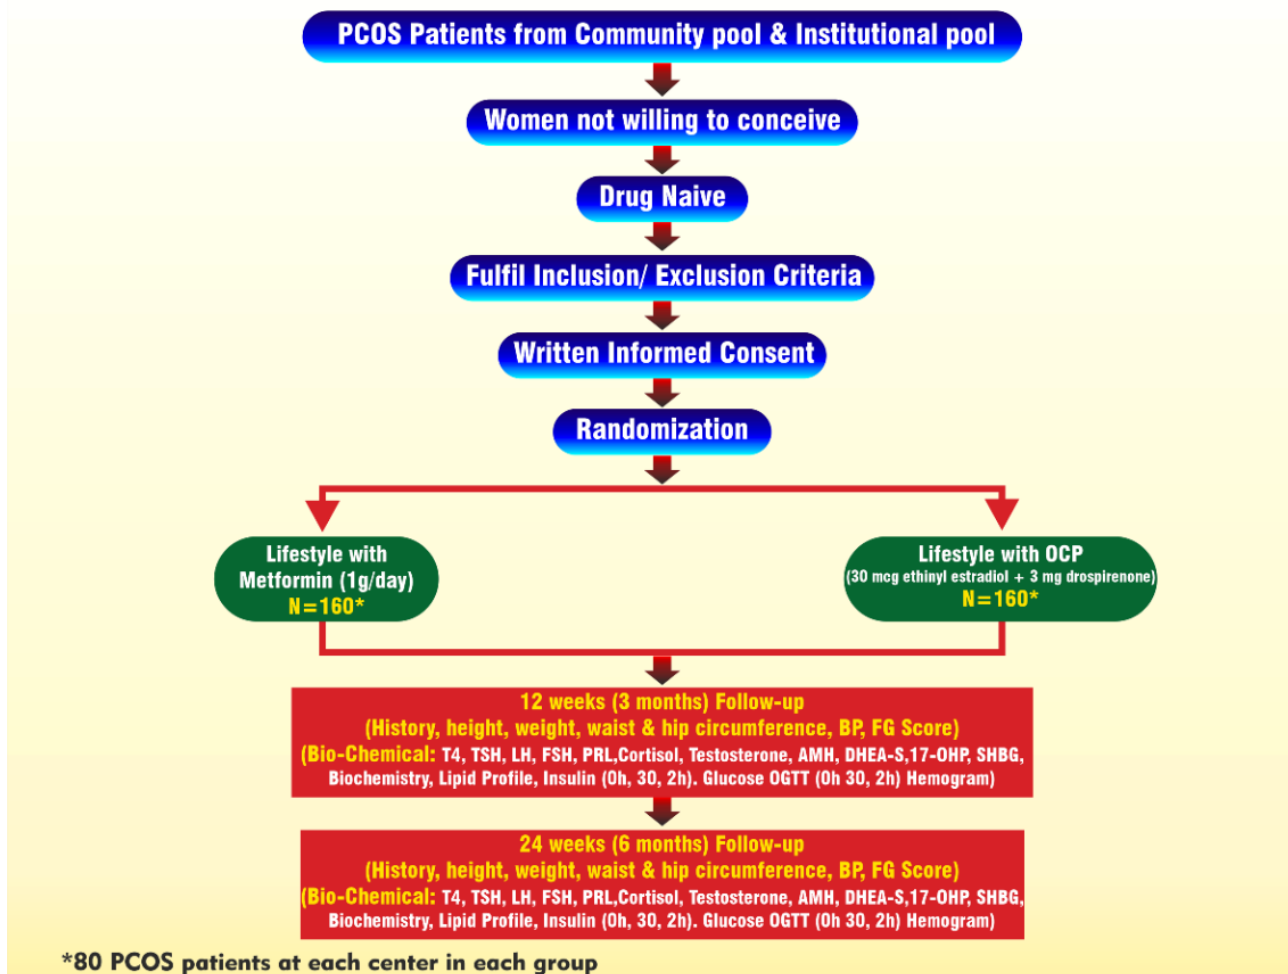 PCOS Patients from Community pool & Institutional pool
Women not willing to conceive
Drug Naive
Fulfil Inclusion/ Exclusion Criteria
Written Informed Consent
Randomization
Lifestyle with
Metformin (1g/day)
N=160*
Lifestyle with OCP
(30 mcg ethinyl estradiol + 3 mg drospirenone)
N=160*
12 weeks (3 months) Follow-up
(History, height, weight, waist & hip circumference, BP, FG Score)
(Bio-Chemical: T4, TSH, LH, FSH, PRL,Cortisol, Testosterone, AMH, DHEA-S,17-OHP, SHBG,
Biochemistry, Lipid Profile, Insulin (0h, 30, 2h). Glucose OGTT (0h 30, 2h) Hemogram)
24 weeks (6 months) Follow-up
(History, height, weight, waist & hip circumference, BP, FG Score)
(Bio-Chemical: T4, TSH, LH, FSH, PRL,Cortisol, Testosterone, AMH, DHEA-S,17-OHP, SHBG,
Biochemistry, Lipid Profile, Insulin (0h, 30, 2h). Glucose OGTT (0h 30, 2h) Hemogram)
*80 PCOS patients at each center in each group